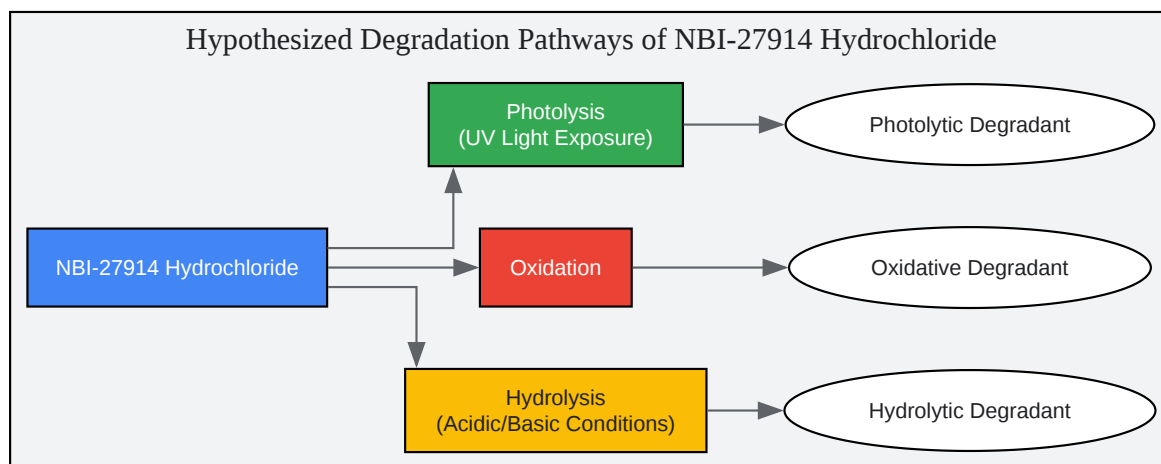 Hypothesized Degradation Pathways of NBI-27914 Hydrochloride
Photolysis
(UV Light Exposure)
Photolytic Degradant
NBI-27914 Hydrochloride
Oxidation
Oxidative Degradant
Hydrolysis
(Acidic/Basic Conditions)
Hydrolytic Degradant